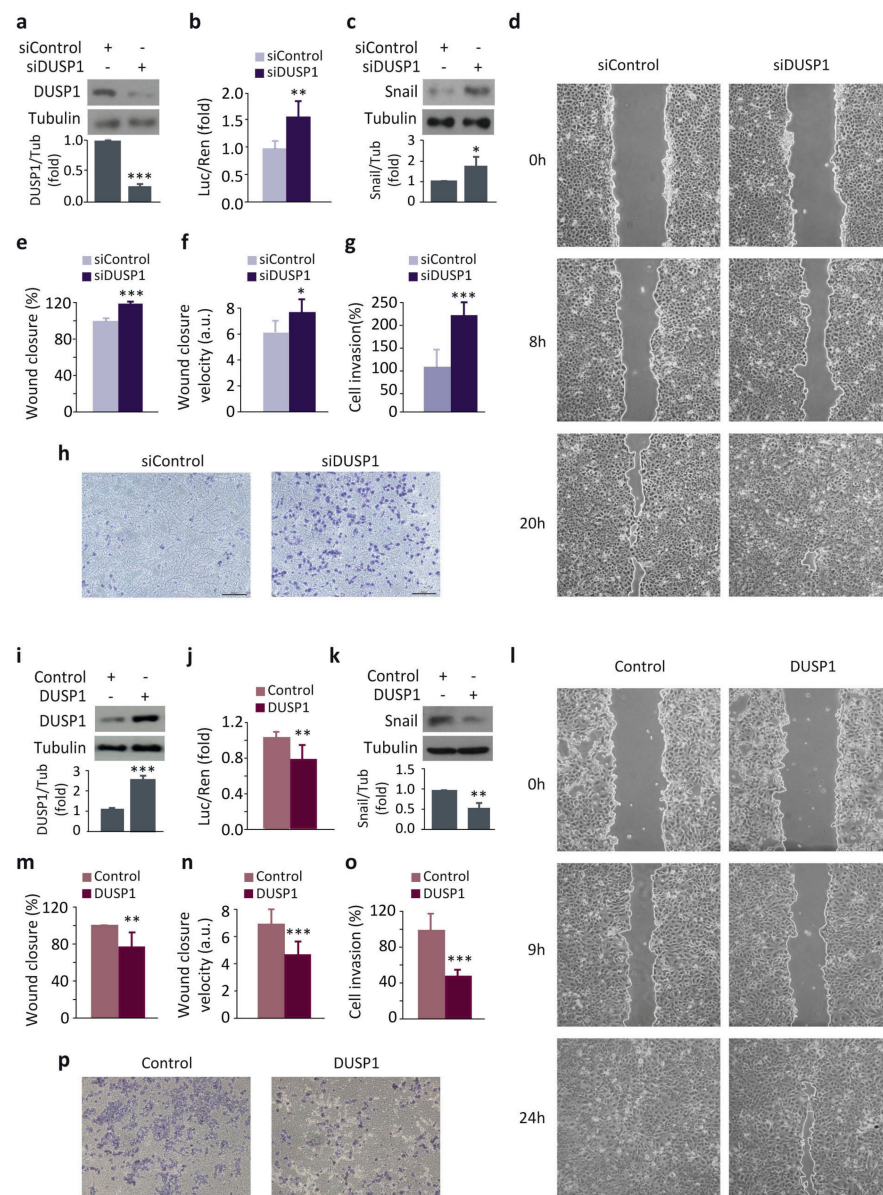 a
siControl + -
siDUSP1 - +
DUSP1
Tubulin
DUSP1/Tub
(fold)
1.0
0.5
0.0
***
b
siControl
siDUSP1
Luc/Ren (fold)
2.0
1.5
1.0
0.5
0.0
**
c
siControl + -
siDUSP1 - +
Snail
Tubulin
Snail/Tub
(fold)
3
2
1
0
*
d
siControl
siDUSP1
0h
8h
20h
e
siControl
siDUSP1
Wound closure (%)
120
80
40
0
***
f
siControl
siDUSP1
Wound closure
velocity (a.u.)
8
6
4
2
0
*
g
siControl
siDUSP1
Cell invasion(%)
250
200
150
100
50
0
***
h
siControl
siDUSP1
i
Control + -
DUSP1 - +
DUSP1
Tubulin
DUSP1/Tub
(fold)
3
2
1
0
***
j
Control
DUSP1
Luc/Ren (fold)
1.2
0.8
0.4
0
**
k
Control + -
DUSP1 - +
Snail
Tubulin
Snail/Tub
(fold)
1.0
0.5
0.0
**
l
Control
DUSP1
0h
9h
24h
m
Control
DUSP1
Wound closure (%)
120
80
40
0
**
n
Control
DUSP1
Wound closure
velocity (a.u.)
8
6
4
2
0
***
o
Control
DUSP1
Cell invasion (%)
120
80
40
0
***
p
Control
DUSP1